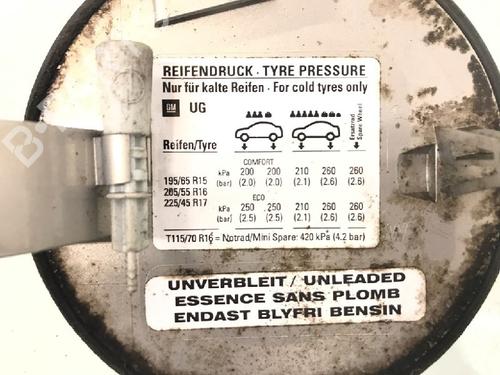 REIFENDRUCK - TYRE PRESSURE
Nur für kalte Reifen - For cold tyres only
GM UG
Ersatzrad
Spare Wheel
Reifen/Tyre
COMFORT
kPa 200 200 210 260 260
195/65 R15 (bar) (2.0) (2.0) (2.1) (2.6) (2.6)
205/55 R16 ECO
225/45 R17 kPa 250 250 210 260 260
(bar) (2.5) (2.5) (2.1) (2.6) (2.6)
T115/70 R16 = Notrad/Mini Spare: 420 kPa (4.2 bar)
UNVERBLEIT/ UNLEADED
ESSENCE SANS PLOMB
ENDAST BLYFRI BENSIN